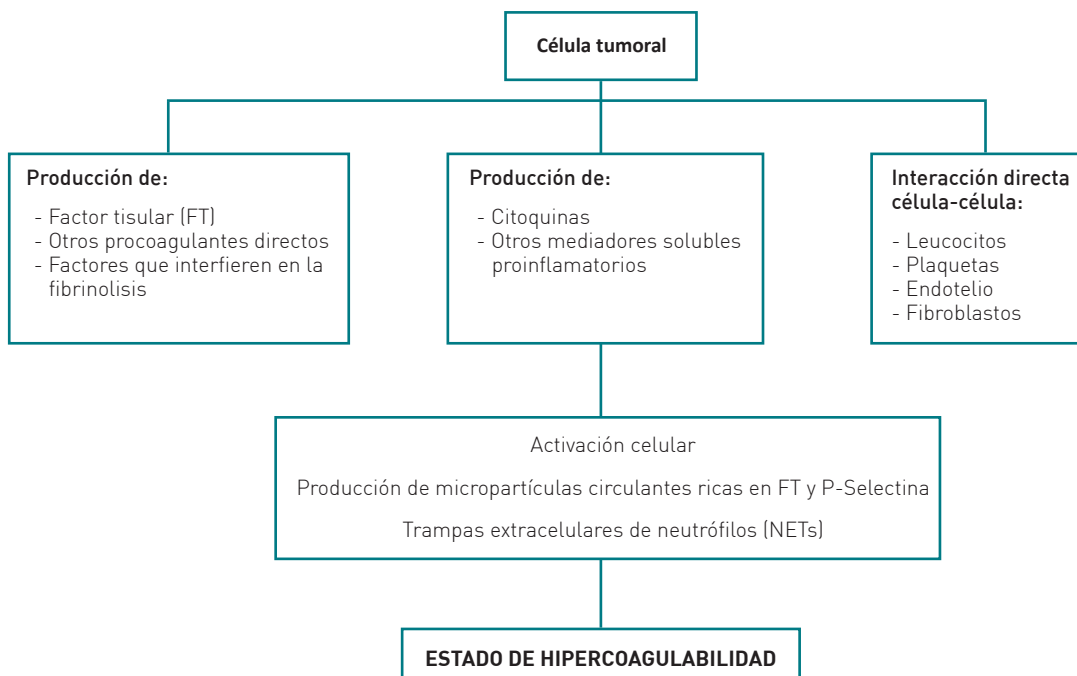 Célula tumoral
Producción de:
- Factor tisular (FT)
- Otros procoagulantes directos
- Factores que interfieren en la
fibrinolisis
Producción de:
- Citoquinas
- Otros mediadores solubles
proinflamatorios
Interacción directa
célula-célula:
- Leucocitos
- Plaquetas
- Endotelio
- Fibroblastos
Activación celular
Producción de micropartículas circulantes ricas en FT y P-Selectina
Trampas extracelulares de neutrófilos (NETs)
ESTADO DE HIPERCOAGULABILIDAD